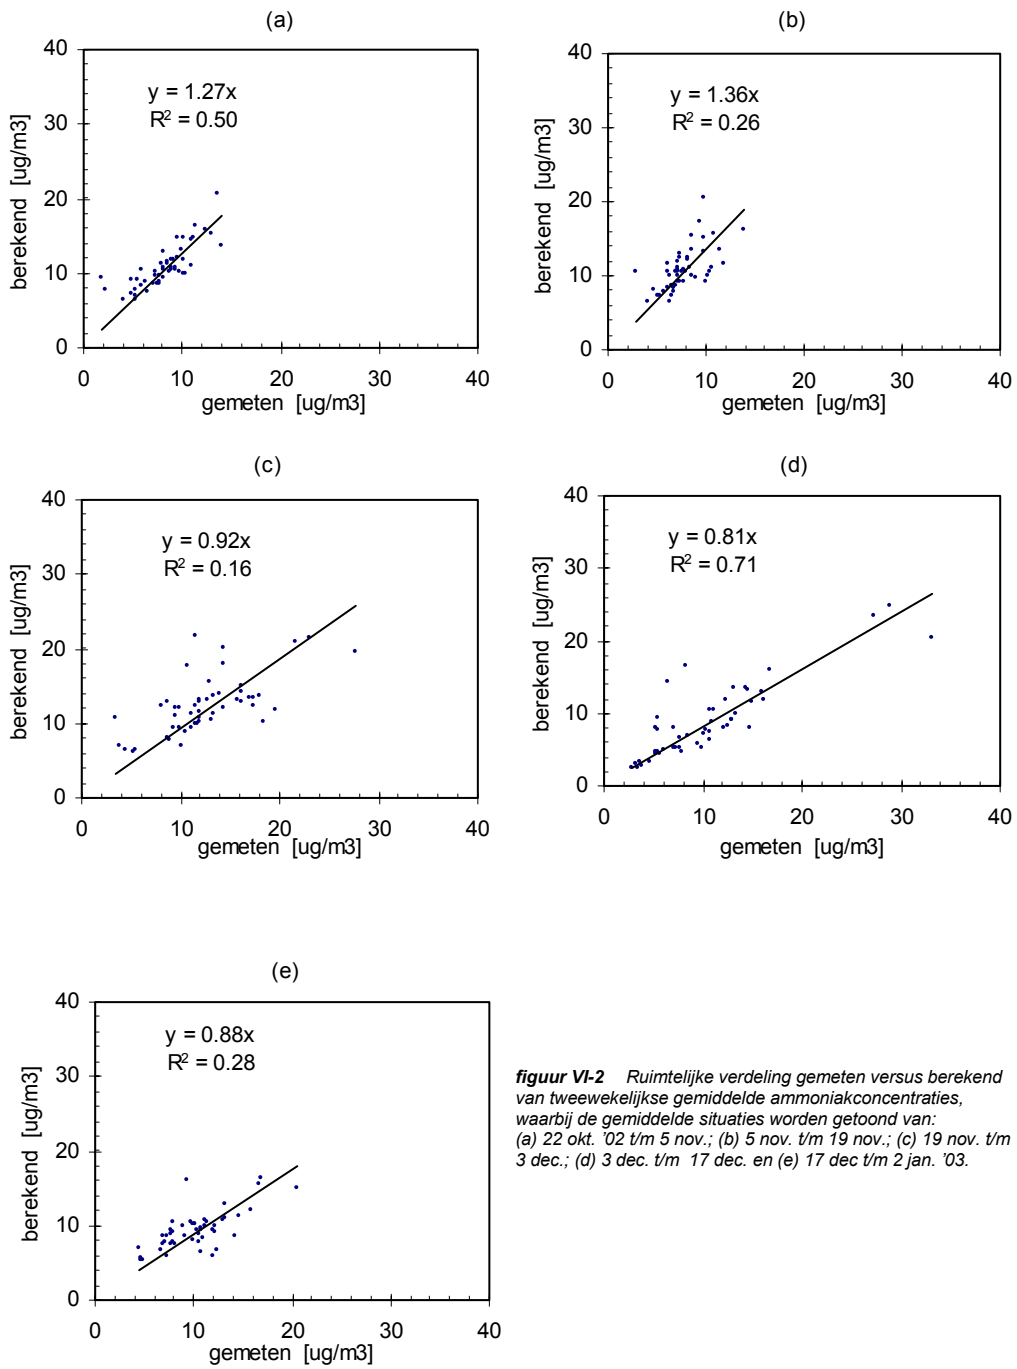 (a)
y = 1.27x
R² = 0.50
berekend [ug/m3]
40
30
20
10
0
0 10 20 30 40
gemeten [ug/m3]
(b)
y = 1.36x
R² = 0.26
berekend [ug/m3]
40
30
20
10
0
0 10 20 30 40
gemeten [ug/m3]
(c)
y = 0.92x
R² = 0.16
berekend [ug/m3]
40
30
20
10
0
0 10 20 30 40
gemeten [ug/m3]
(d)
y = 0.81x
R² = 0.71
berekend [ug/m3]
40
30
20
10
0
0 10 20 30 40
gemeten [ug/m3]
(e)
y = 0.88x
R² = 0.28
berekend [ug/m3]
40
30
20
10
0
0 10 20 30 40
gemeten [ug/m3]
figuur VI-2 Ruimtelijke verdeling gemeten versus berekend
van tweewekelijkse gemiddelde ammoniakconcentraties,
waarbij de gemiddelde situaties worden getoond van:
(a) 22 okt. '02 t/m 5 nov.; (b) 5 nov. t/m 19 nov.; (c) 19 nov. t/m
3 dec.; (d) 3 dec. t/m 17 dec. en (e) 17 dec t/m 2 jan. '03.